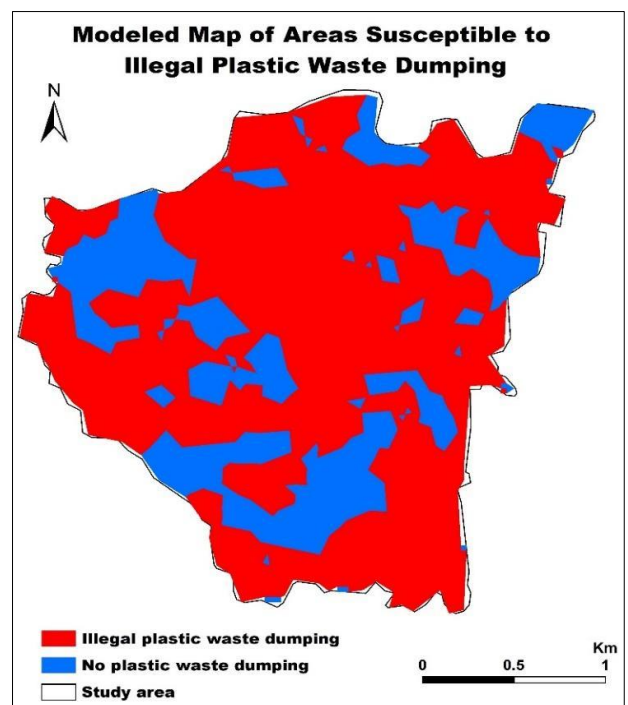 Modeled Map of Areas Susceptible to
Illegal Plastic Waste Dumping
N
Illegal plastic waste dumping
No plastic waste dumping
Study area
Km
0 0.5 1